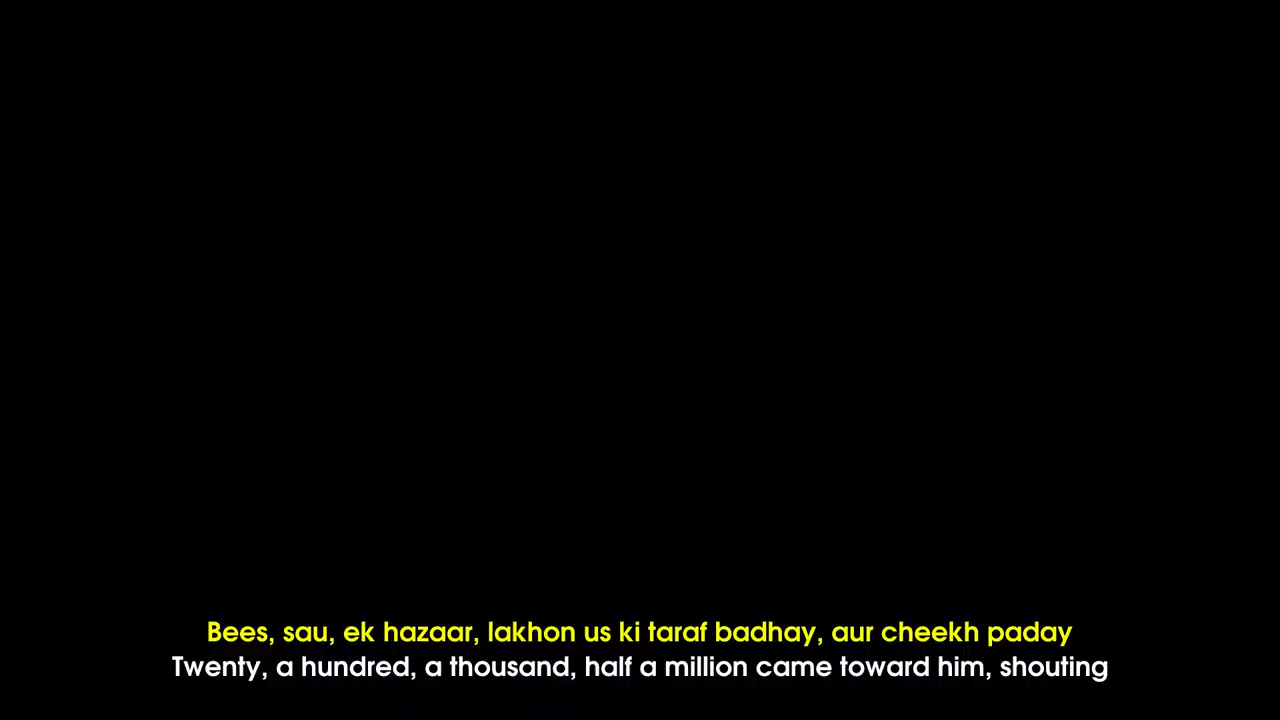 Bees, sau, ek hazaar, lakhon us ki taraf badhay, aur cheekh paday
Twenty, a hundred, a thousand, half a million came toward him, shouting